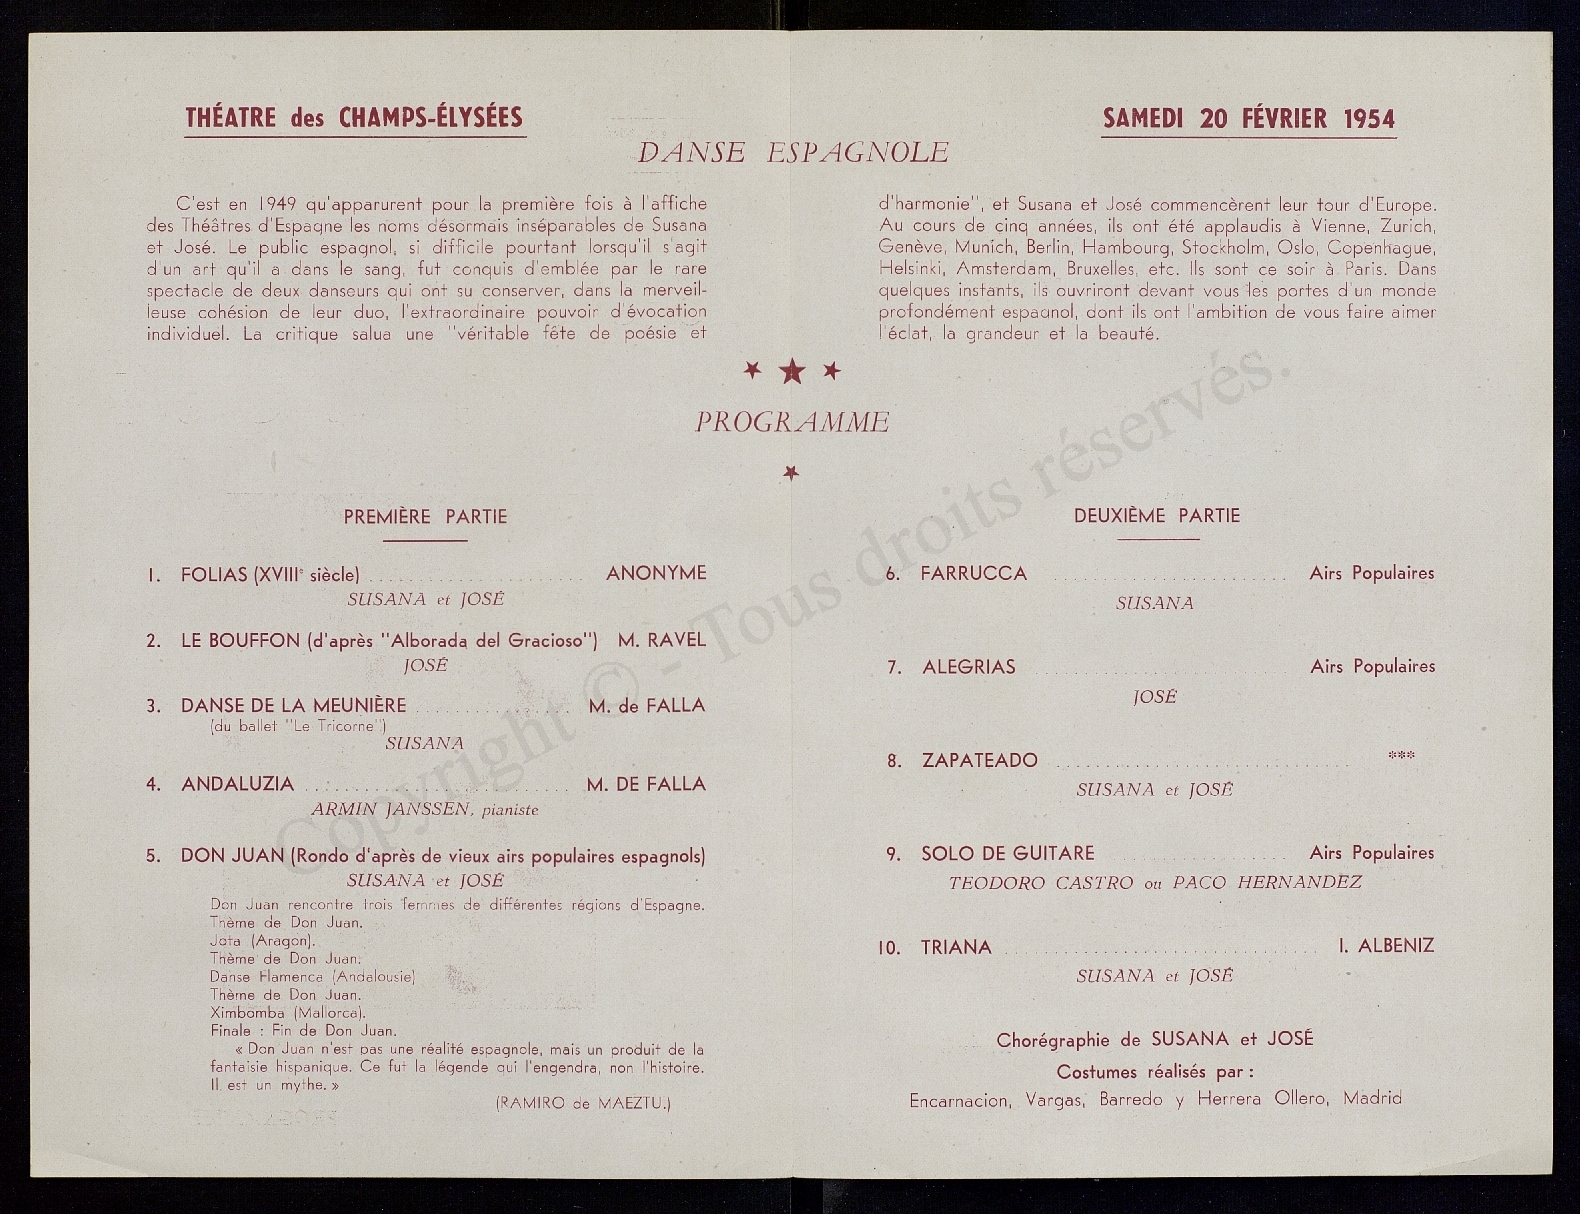 THÉATRE des CHAMPS-ÉLYSÉES
SAMEDI 20 FÉVRIER 1954
DANSE ESPAGNOLE
C'est en 1949 qu'apparurent pour la première fois à l'affiche
des Théâtres d'Espagne les noms désormais inséparables de Susana
et José. Le public espagnol, si difficile pourtant lorsqu'il s'agit
d'un art qu'il a dans le sang, fut conquis d'emblée par le rare
spectacle de deux danseurs qui ont su conserver, dans la merveil-
leuse cohésion de leur duo, l'extraordinaire pouvoir d'évocation
individuel. La critique salua une "véritable fête de poésie et
d'harmonie", et Susana et José commencèrent leur tour d'Europe.
Au cours de cinq années, ils ont été applaudis à Vienne, Zurich,
Genève, Munich, Berlin, Hambourg, Stockholm, Oslo, Copenhague,
Helsinki, Amsterdam, Bruxelles, etc. Ils sont ce soir à Paris. Dans
quelques instants, ils ouvriront devant vous les portes d'un monde
profondément espagnol, dont ils ont l'ambition de vous faire aimer
l'éclat, la grandeur et la beauté.
PROGRAMME
PREMIÈRE PARTIE
1. FOLIAS (XVIIIe siècle) ........................ ANONYME
SUSANA et JOSÉ
2. LE BOUFFON (d'après "Alborada del Gracioso") M. RAVEL
JOSÉ
3. DANSE DE LA MEUNIÈRE ................ M. de FALLA
(du ballet "Le Tricorne")
SUSANA
4. ANDALUZIA ........................... M. DE FALLA
ARMIN JANSSEN, pianiste
5. DON JUAN (Rondo d'après de vieux airs populaires espagnols)
SUSANA et JOSÉ
Don Juan rencontre trois femmes de différentes régions d'Espagne.
Thème de Don Juan.
Jota (Aragon).
Thème de Don Juan.
Danse Flamenca (Andalousie)
Thème de Don Juan.
Ximbomba (Mallorca).
Finale : Fin de Don Juan.
« Don Juan n'est pas une réalité espagnole, mais un produit de la
fantaisie hispanique. Ce fut la légende qui l'engendra, non l'histoire.
Il est un mythe. »
(RAMIRO de MAEZTU.)
DEUXIÈME PARTIE
6. FARRUCCA ........................ Airs Populaires
SUSANA
7. ALEGRIAS .......................... Airs Populaires
JOSÉ
8. ZAPATEADO .............................. ***
SUSANA et JOSÉ
9. SOLO DE GUITARE .................. Airs Populaires
TEODORO CASTRO ou PACO HERNANDEZ
10. TRIANA ................................ I. ALBENIZ
SUSANA et JOSÉ
Chorégraphie de SUSANA et JOSÉ
Costumes réalisés par :
Encarnacion, Vargas, Barredo y Herrera Ollero, Madrid
Copyright © - Tous droits réservés.